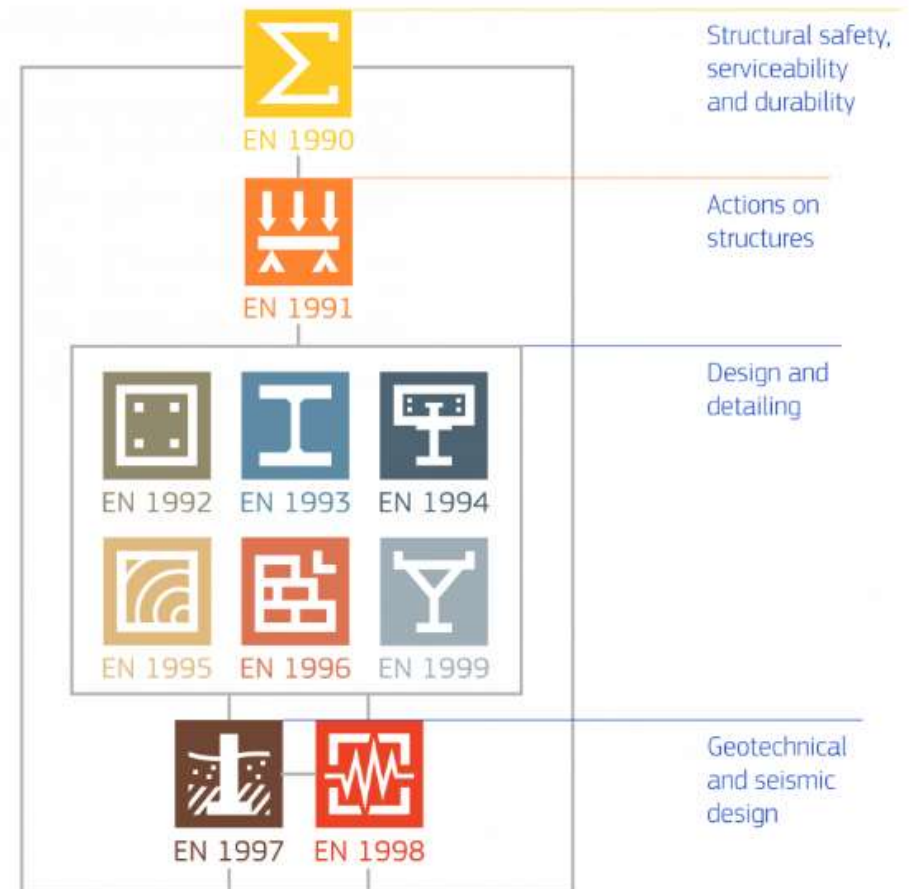 Structural safety,
serviceability
and durability
EN 1990
Actions on
structures
EN 1991
Design and
detailing
EN 1992 EN 1993 EN 1994
EN 1995 EN 1996 EN 1999
Geotechnical
and seismic
design
EN 1997 EN 1998